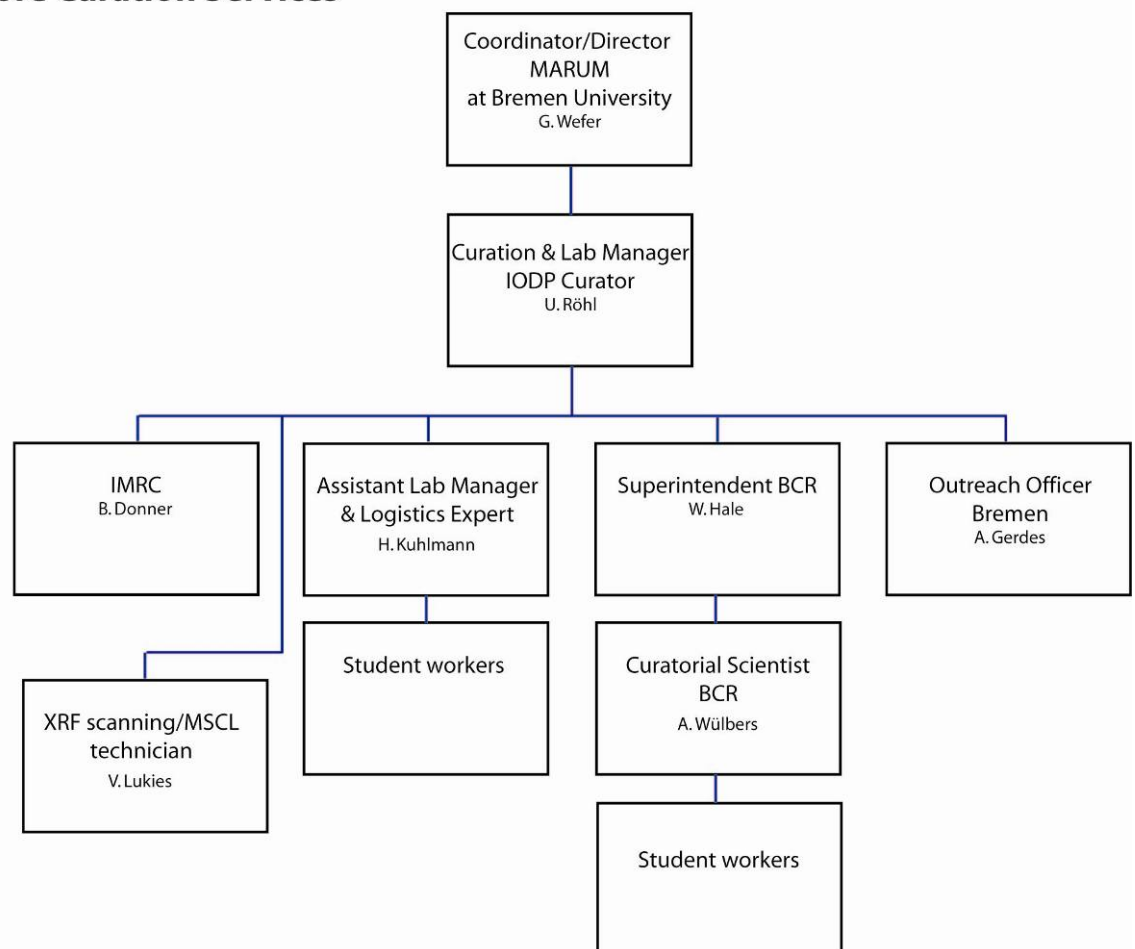 Curation Services
Coordinator/Director
MARUM
at Bremen University
G. Wefer
Curation & Lab Manager
IODP Curator
U. Röhl
IMRC
B. Donner
Assistant Lab Manager
& Logistics Expert
H. Kuhlmann
Superintendent BCR
W. Hale
Outreach Officer
Bremen
A. Gerdes
XRF scanning/MSCL
technician
V. Lukies
Student workers
Curatorial Scientist
BCR
A. Wülbers
Student workers